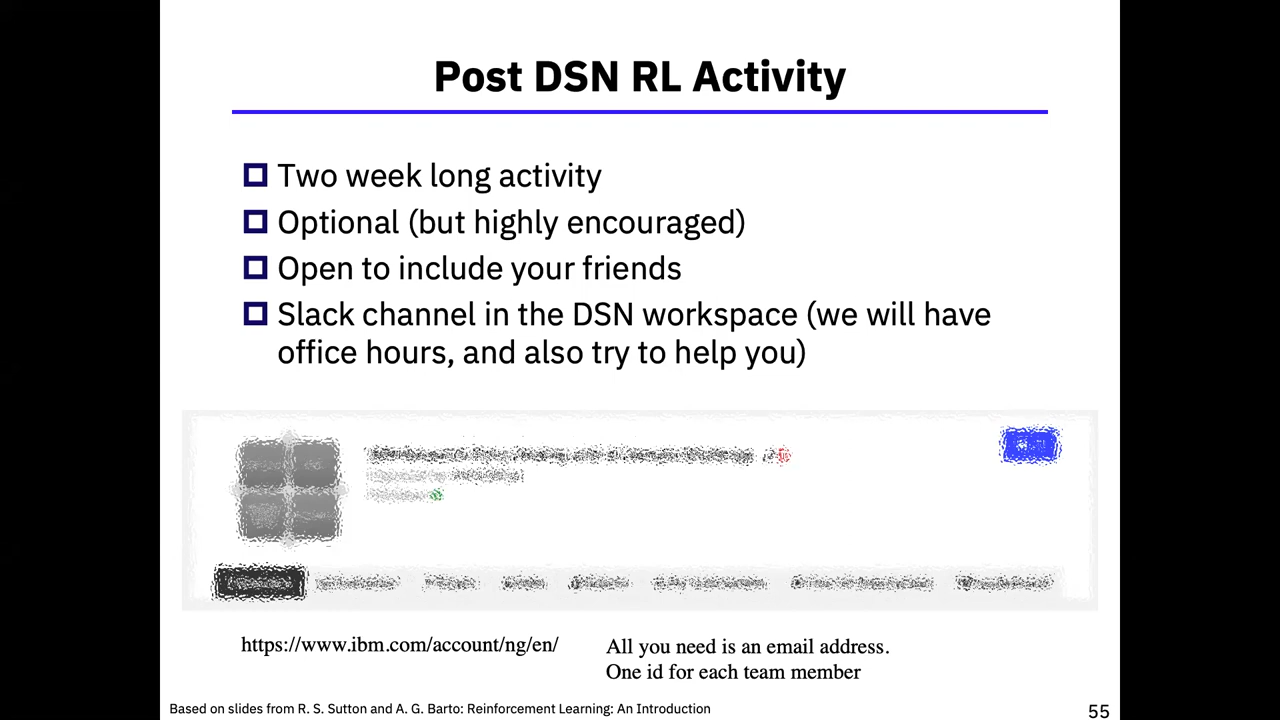 Post DSN RL Activity
Two week long activity
Optional (but highly encouraged)
Open to include your friends
Slack channel in the DSN workspace (we will have
office hours, and also try to help you)
https://www.ibm.com/account/ng/en/
All you need is an email address.
One id for each team member
Based on slides from R. S. Sutton and A. G. Barto: Reinforcement Learning: An Introduction
55